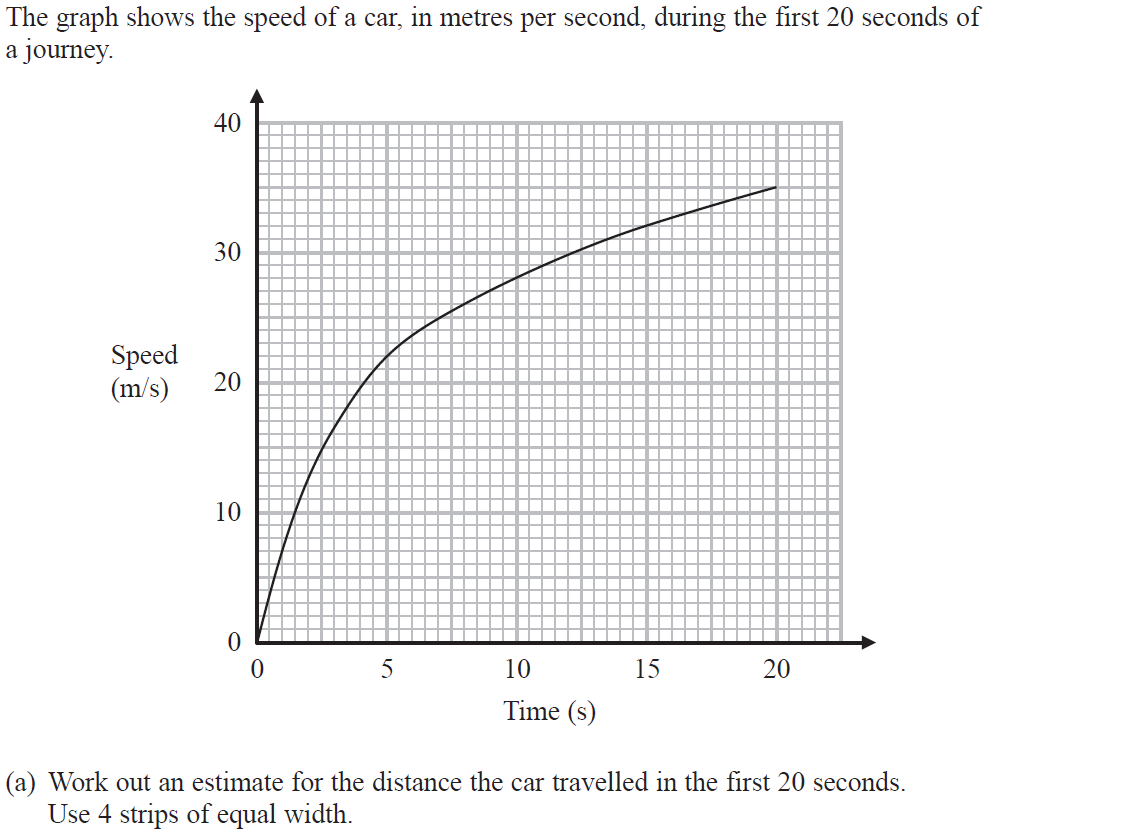 The graph shows the speed of a car, in metres per second, during the first 20 seconds of
a journey.
40
30
Speed
(m/s)
20
10
0
0 5 10 15 20
Time (s)
(a) Work out an estimate for the distance the car travelled in the first 20 seconds.
Use 4 strips of equal width.